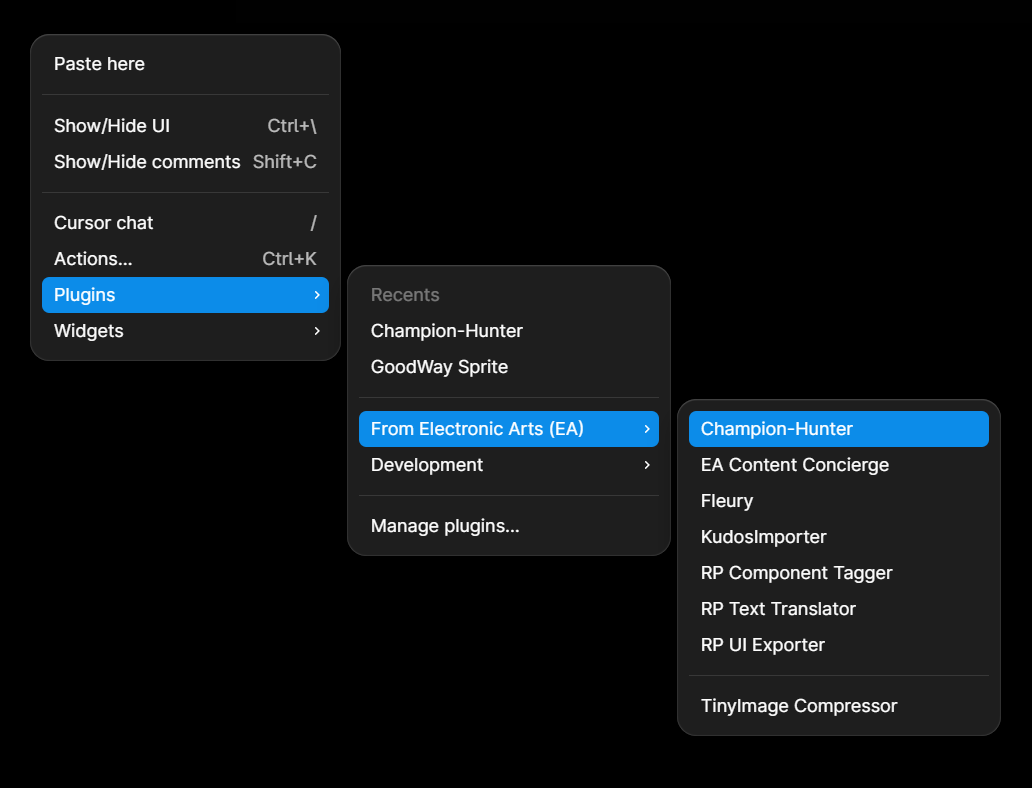 Paste here
Show/Hide UI Ctrl+\
Show/Hide comments Shift+C
Cursor chat /
Actions... Ctrl+K
Plugins
Widgets
Recents
Champion-Hunter
GoodWay Sprite
From Electronic Arts (EA)
Development
Manage plugins...
Champion-Hunter
EA Content Concierge
Fleury
KudosImporter
RP Component Tagger
RP Text Translator
RP UI Exporter
TinyImage Compressor